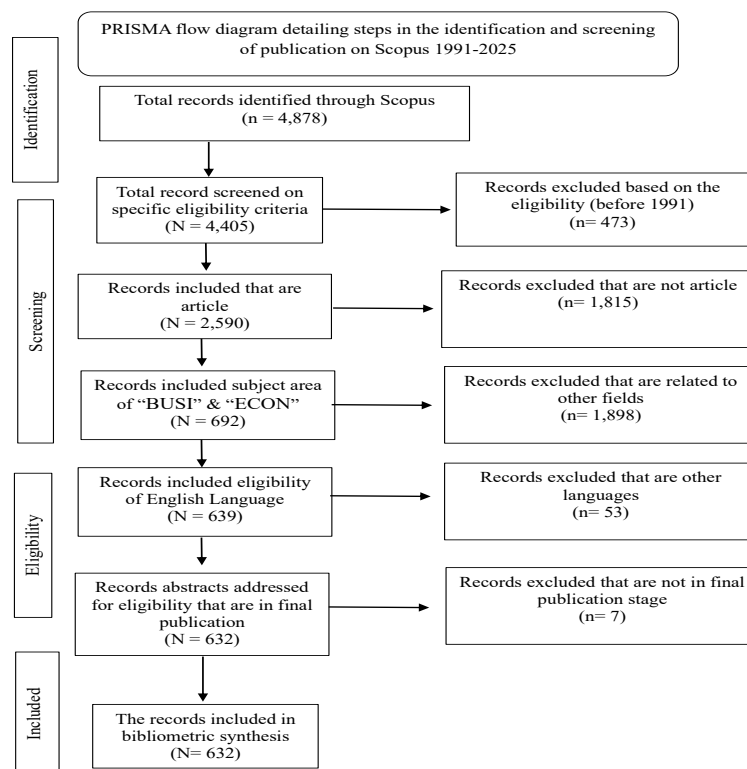 PRISMA flow diagram detailing steps in the identification and screening
of publication on Scopus 1991-2025
Identification
Total records identified through Scopus
(n = 4,878)
Total record screened on
specific eligibility criteria
(N = 4,405)
Records excluded based on the
eligibility (before 1991)
(n= 473)
Screening
Records included that are
article
(N = 2,590)
Records excluded that are not article
(n= 1,815)
Records included subject area
of “BUSI” & “ECON”
(N = 692)
Records excluded that are related to
other fields
(n= 1,898)
Eligibility
Records included eligibility
of English Language
(N = 639)
Records excluded that are other
languages
(n= 53)
Records abstracts addressed
for eligibility that are in final
publication
(N = 632)
Records excluded that are not in final
publication stage
(n= 7)
Included
The records included in
bibliometric synthesis
(N= 632)